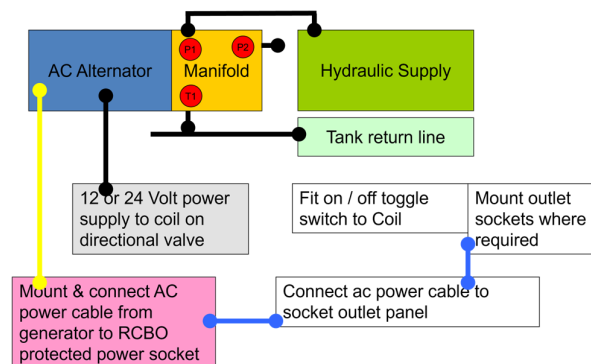 AC Alternator
P1
P2
Manifold
T1
Hydraulic Supply
Tank return line
12 or 24 Volt power
supply to coil on
directional valve
Fit on / off toggle
switch to Coil
Mount outlet
sockets where
required
Mount & connect AC
power cable from
generator to RCBO
protected power socket
Connect ac power cable to
socket outlet panel